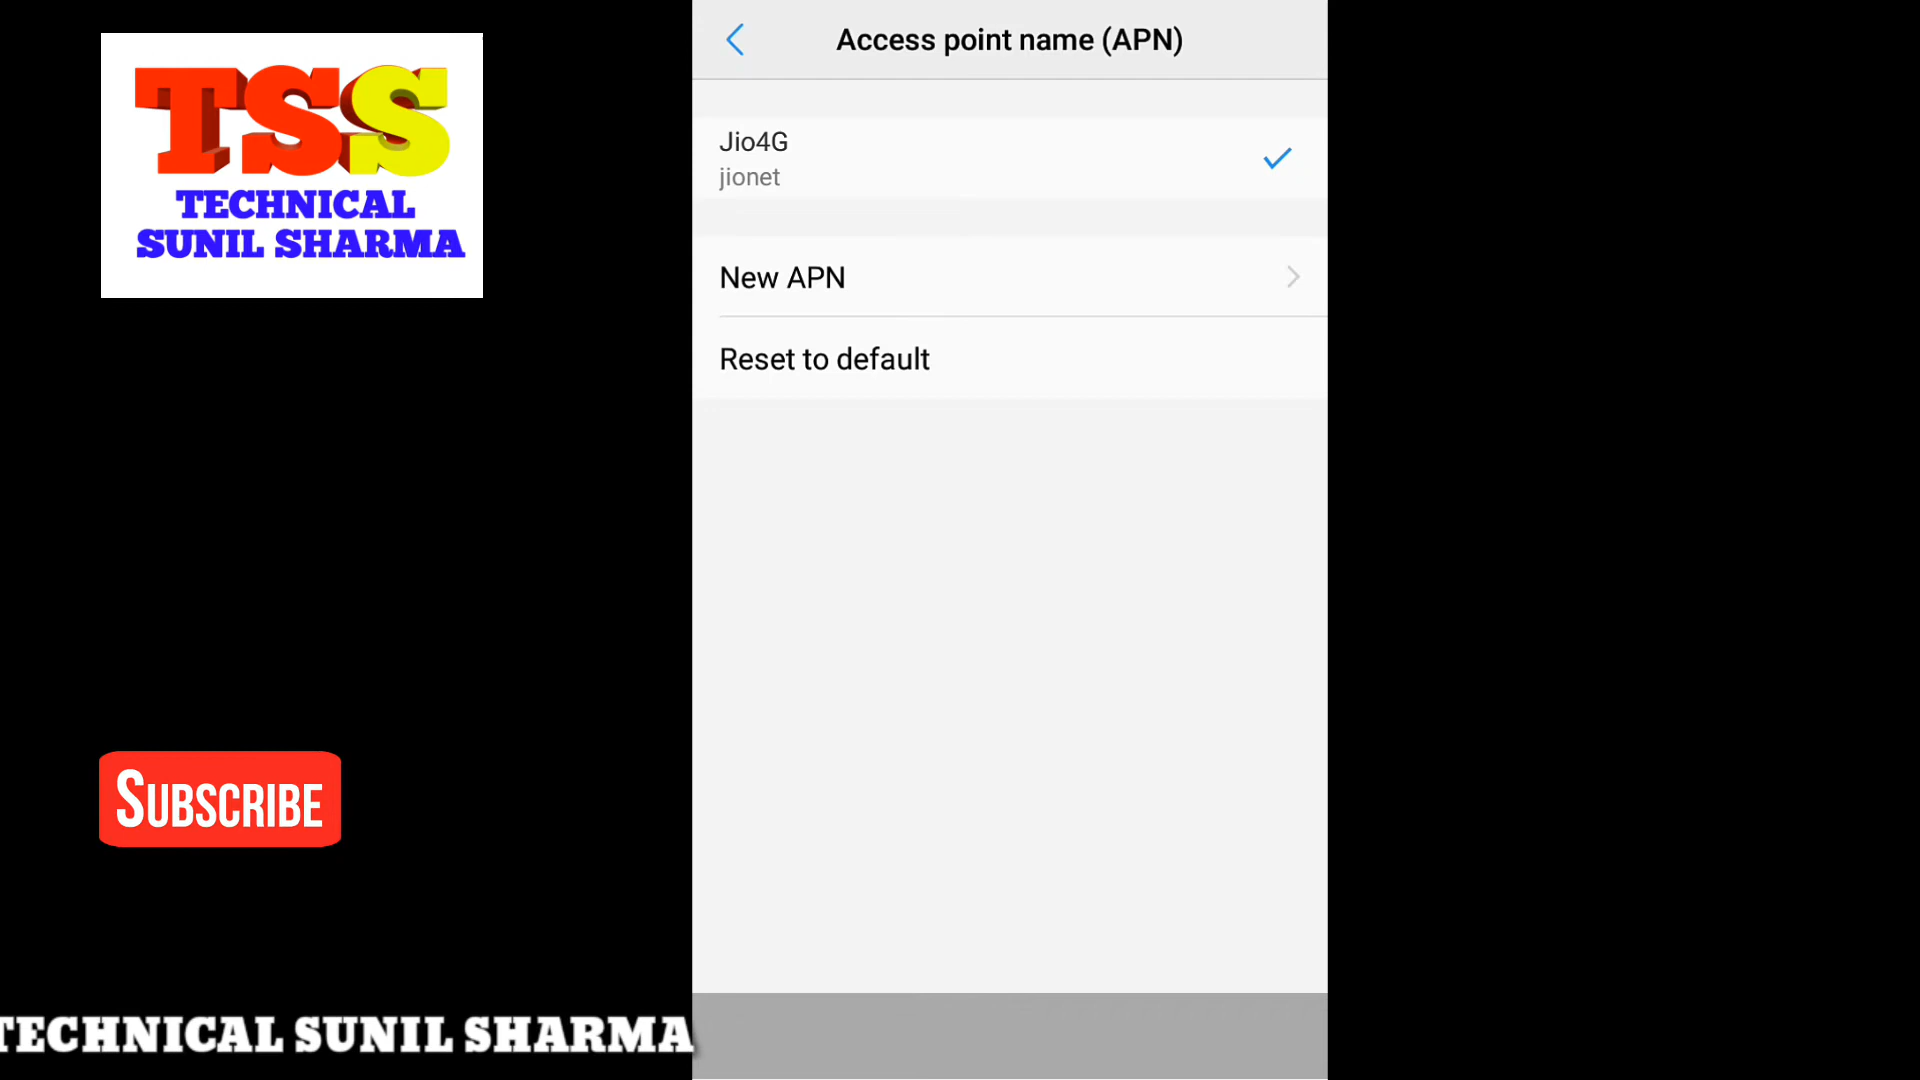 TSS
TECHNICAL
SUNIL SHARMA
Access point name (APN)
Jio4G
jionet
New APN
Reset to default
SUBSCRIBE
TECHNICAL SUNIL SHARMA